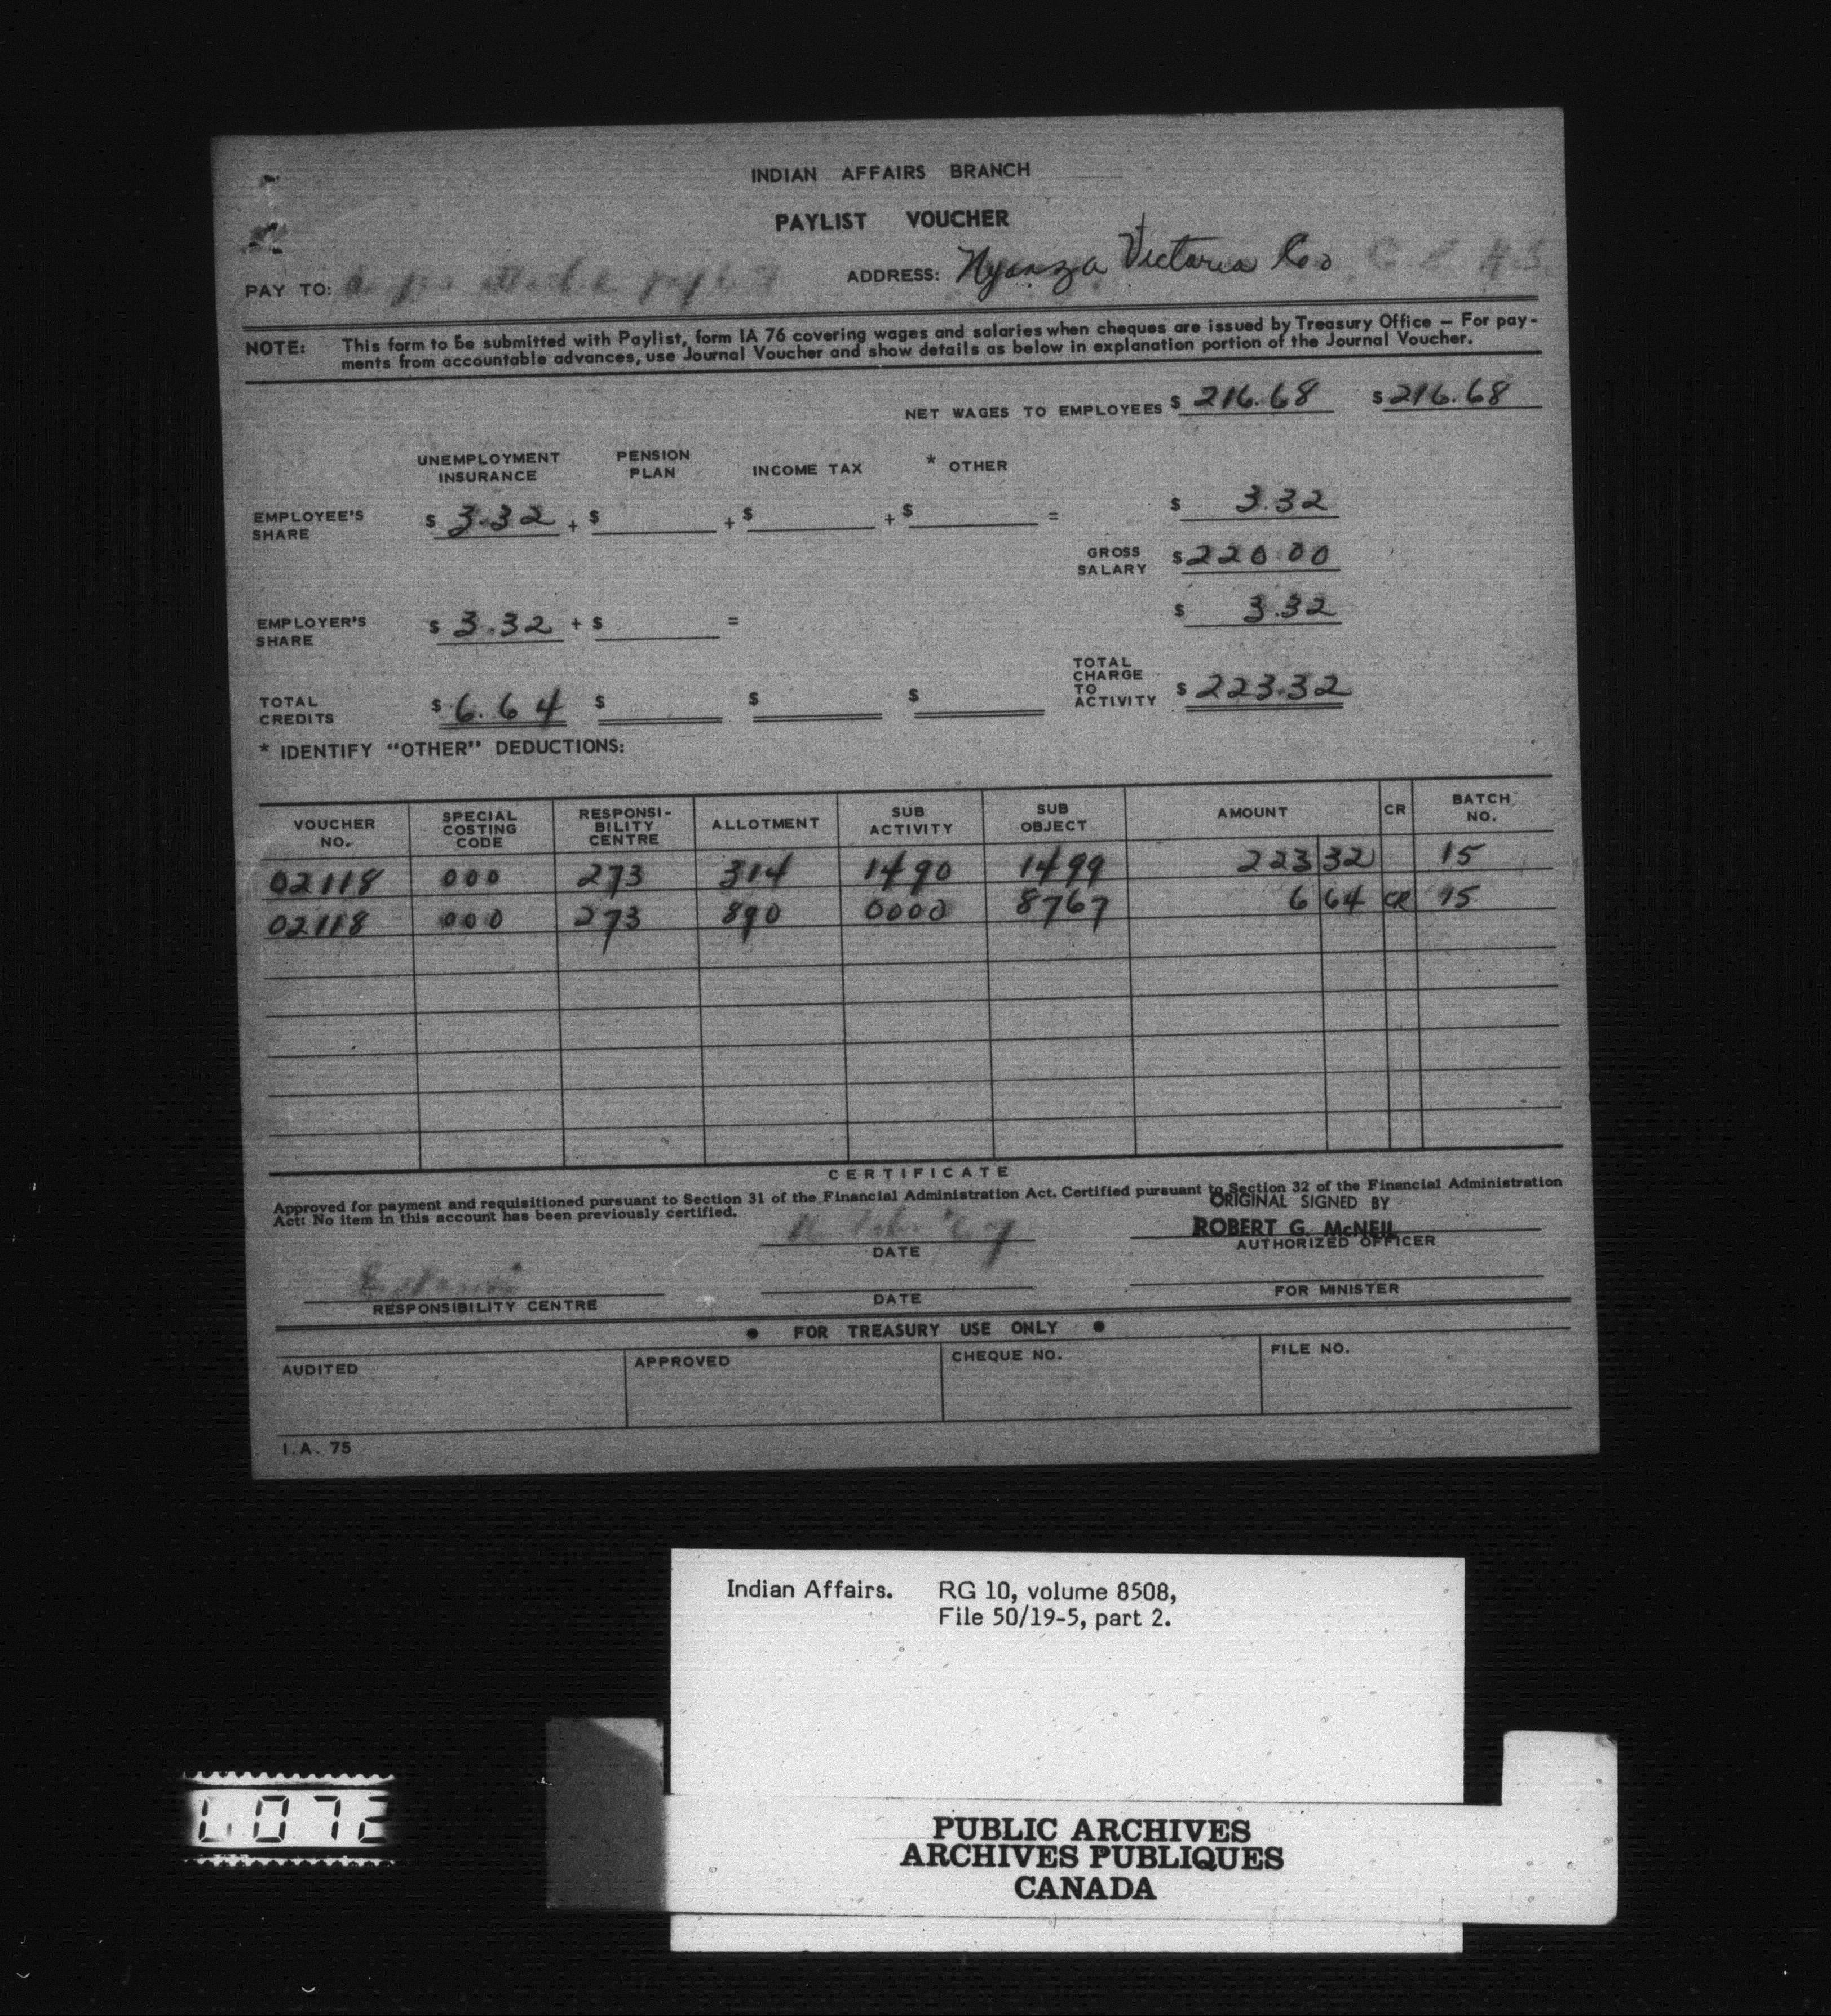 INDIAN AFFAIRS BRANCH
PAYLIST VOUCHER
PAY TO: ADDRESS: Nyanza Victoria Co
NOTE: This form to be submitted with Paylist, form IA 76 covering wages and salaries when cheques are issued by Treasury Office – For pay-
ments from accountable advances, use Journal Voucher and show details as below in explanation portion of the Journal Voucher.
NET WAGES TO EMPLOYEES $ 216.68 $ 216.68
UNEMPLOYMENT INSURANCE PENSION PLAN INCOME TAX * OTHER
EMPLOYEE'S SHARE $ 3.32 + $ + $ + $ = $ 3.32
GROSS SALARY $ 220 00
EMPLOYER'S SHARE $ 3.32 + $ = $ 3.32
TOTAL CREDITS $ 6.64 $ $ $ TOTAL CHARGE TO ACTIVITY $ 223.32
* IDENTIFY "OTHER" DEDUCTIONS:
VOUCHER NO. SPECIAL COSTING CODE RESPONSI-BILITY CENTRE ALLOTMENT SUB ACTIVITY SUB OBJECT AMOUNT CR BATCH NO.
02118 000 273 314 1490 1499 223 32 15
02118 000 273 890 0000 8767 6 64 CR 15
CERTIFICATE
Approved for payment and requisitioned pursuant to Section 31 of the Financial Administration Act. Certified pursuant to Section 32 of the Financial Administration
Act: No item in this account has been previously certified.
ORIGINAL SIGNED BY
ROBERT G. McNEIL
DATE AUTHORIZED OFFICER
RESPONSIBILITY CENTRE DATE FOR MINISTER
• FOR TREASURY USE ONLY •
AUDITED APPROVED CHEQUE NO. FILE NO.
I.A. 75
Indian Affairs. RG 10, volume 8508,
File 50/19-5, part 2.
PUBLIC ARCHIVES
ARCHIVES PUBLIQUES
CANADA